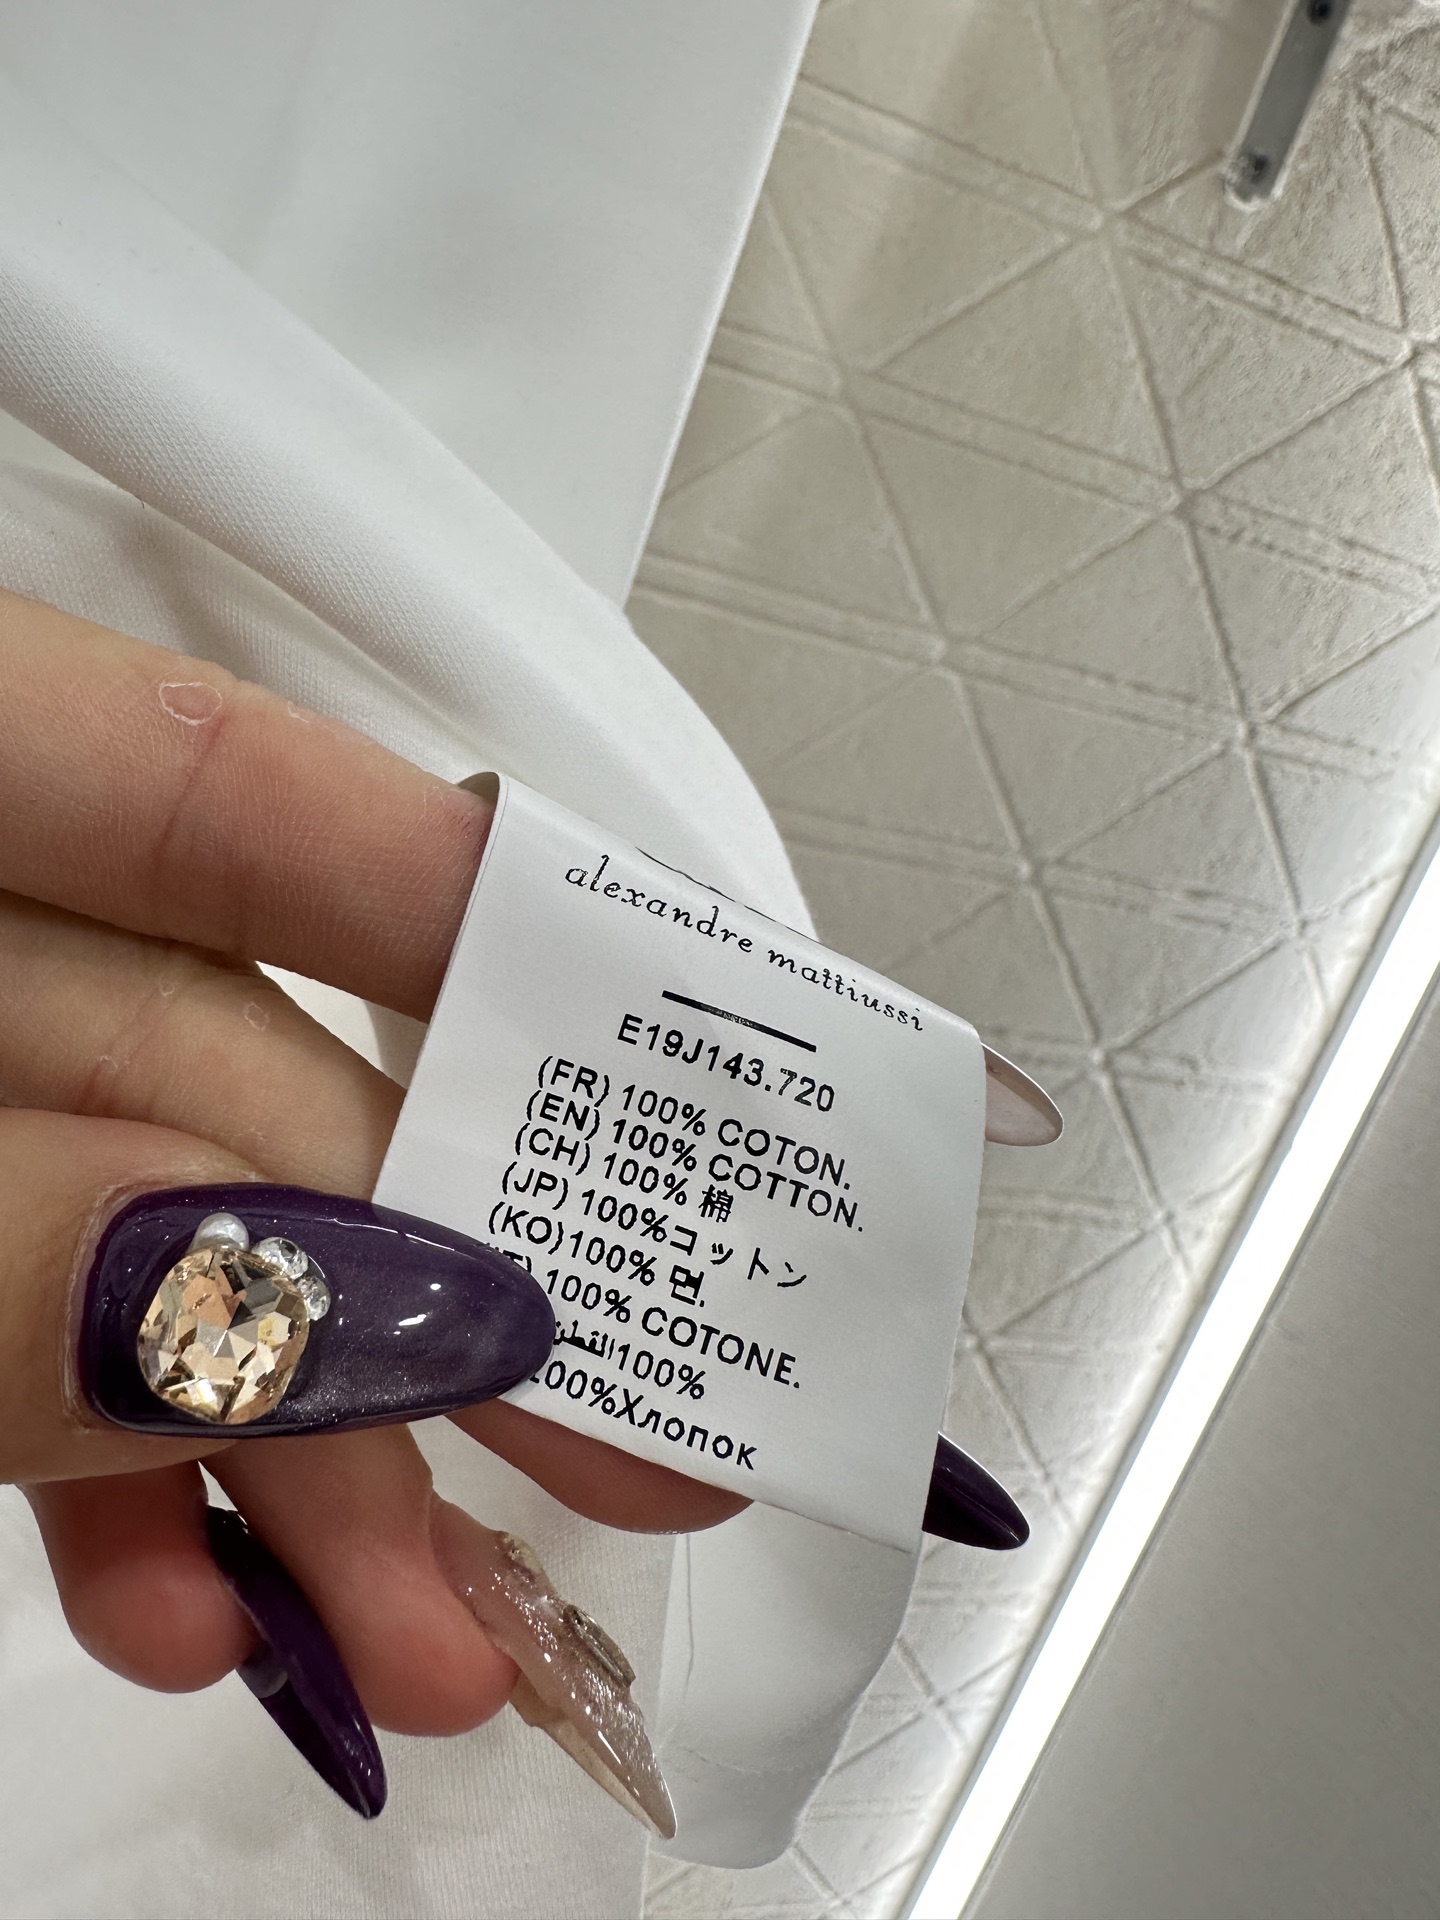 alexandre mattiussi
E19J143.720
(FR) 100% COTON.
(EN) 100% COTTON.
(CH) 100% 棉
(JP) 100%コットン
(KO)100% 면.
100% COTONE.
القطن100%
100%Хлопок